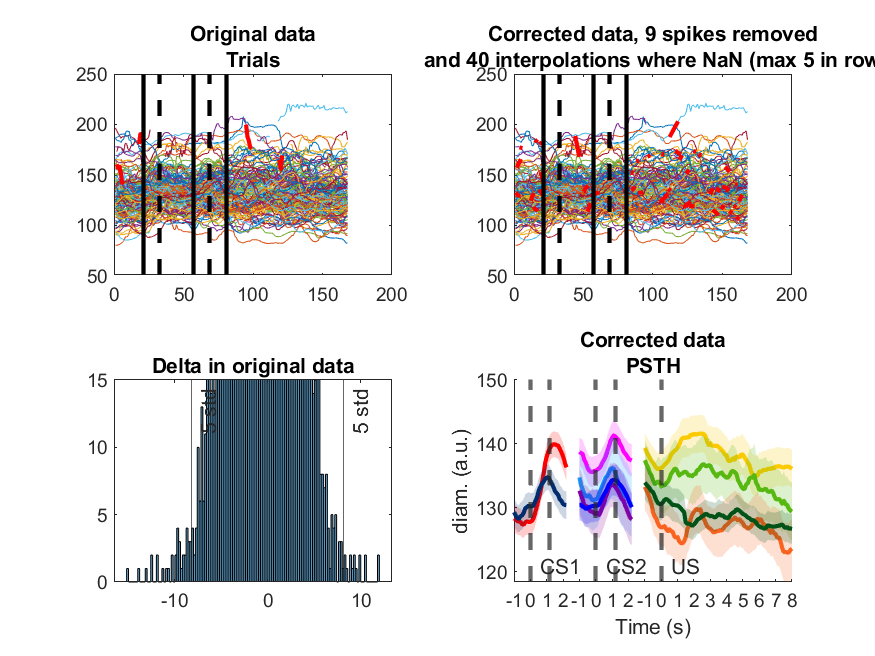 Original data
Trials
250
200
150
100
50
0 50 100 150 200
Corrected data, 9 spikes removed
and 40 interpolations where NaN (max 5 in row
250
200
150
100
50
0 50 100 150 200
Delta in original data
15
10
5
0
-10 0 10
5 std
5 std
Corrected data
PSTH
150
140
130
120
diam. (a.u.)
CS1 CS2 US
-1 0 1 2 -1 0 1 2 -1 0 1 2 3 4 5 6 7 8
Time (s)